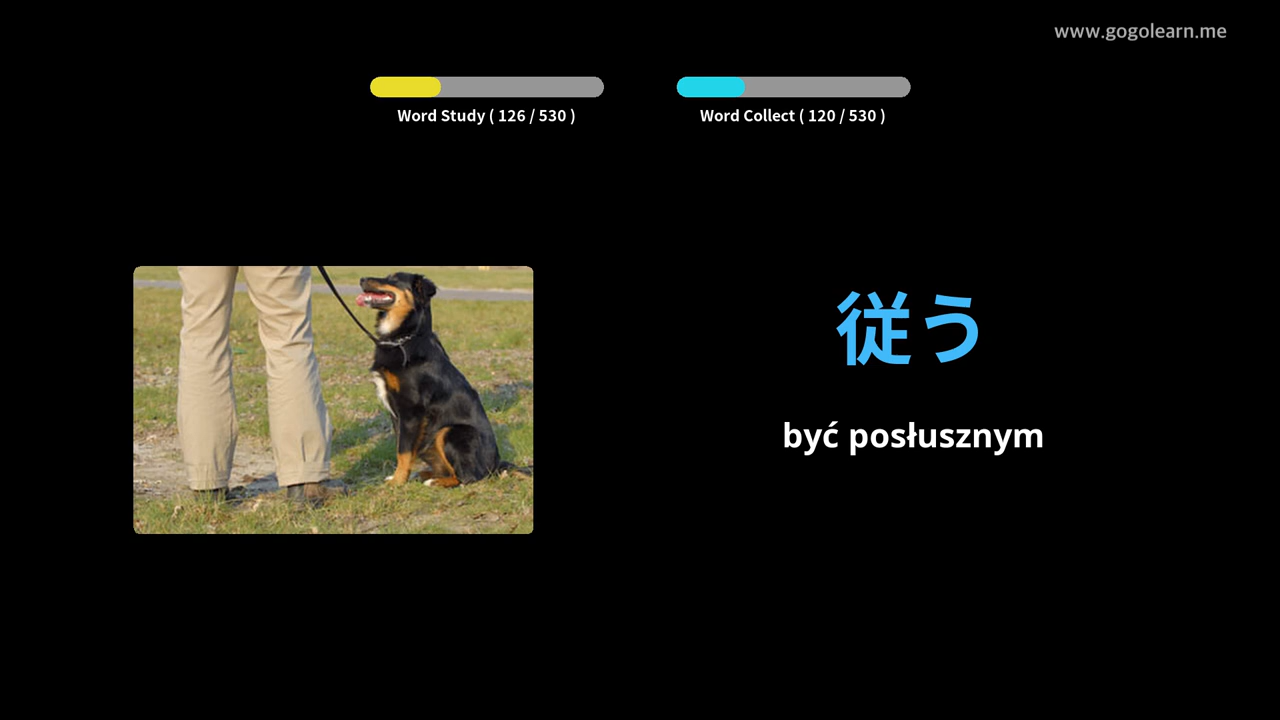 www.gogolearn.me
Word Study ( 126 / 530 )
Word Collect ( 120 / 530 )
従う
być posłusznym